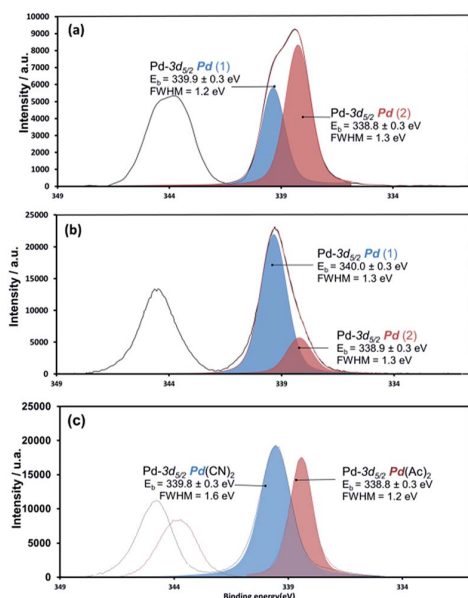 (a)
Intensity / a.u.
10000
9000
8000
7000
6000
5000
4000
3000
2000
1000
0
Pd-3d5/2 Pd (1)
Eb = 339.9 ± 0.3 eV
FWHM = 1.2 eV
Pd-3d5/2 Pd (2)
Eb = 338.8 ± 0.3 eV
FWHM = 1.3 eV
349 344 339 334
(b)
Intensity / a.u.
25000
20000
15000
10000
5000
0
Pd-3d5/2 Pd (1)
Eb = 340.0 ± 0.3 eV
FWHM = 1.3 eV
Pd-3d5/2 Pd (2)
Eb = 338.9 ± 0.3 eV
FWHM = 1.3 eV
349 344 339 334
(c)
Intensity / u.a.
25000
20000
15000
10000
5000
0
Pd-3d5/2 Pd(CN)2
Eb = 339.8 ± 0.3 eV
FWHM = 1.6 eV
Pd-3d5/2 Pd(Ac)2
Eb = 338.8 ± 0.3 eV
FWHM = 1.2 eV
349 344 339 334
Binding energy(eV)